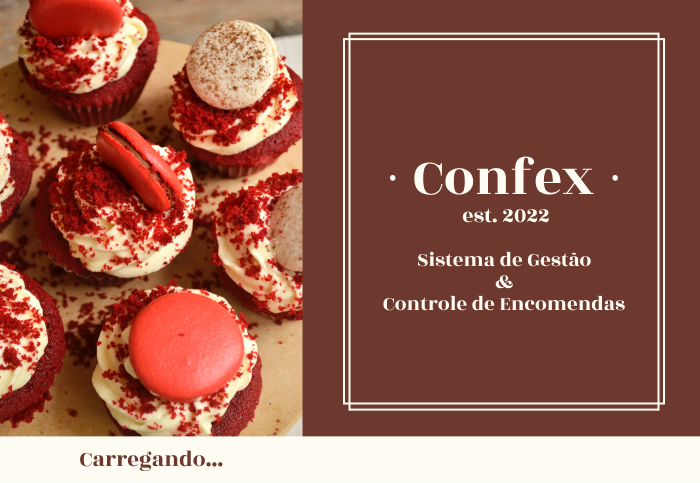 · Confex ·
est. 2022
Sistema de Gestão
&
Controle de Encomendas
Carregando...